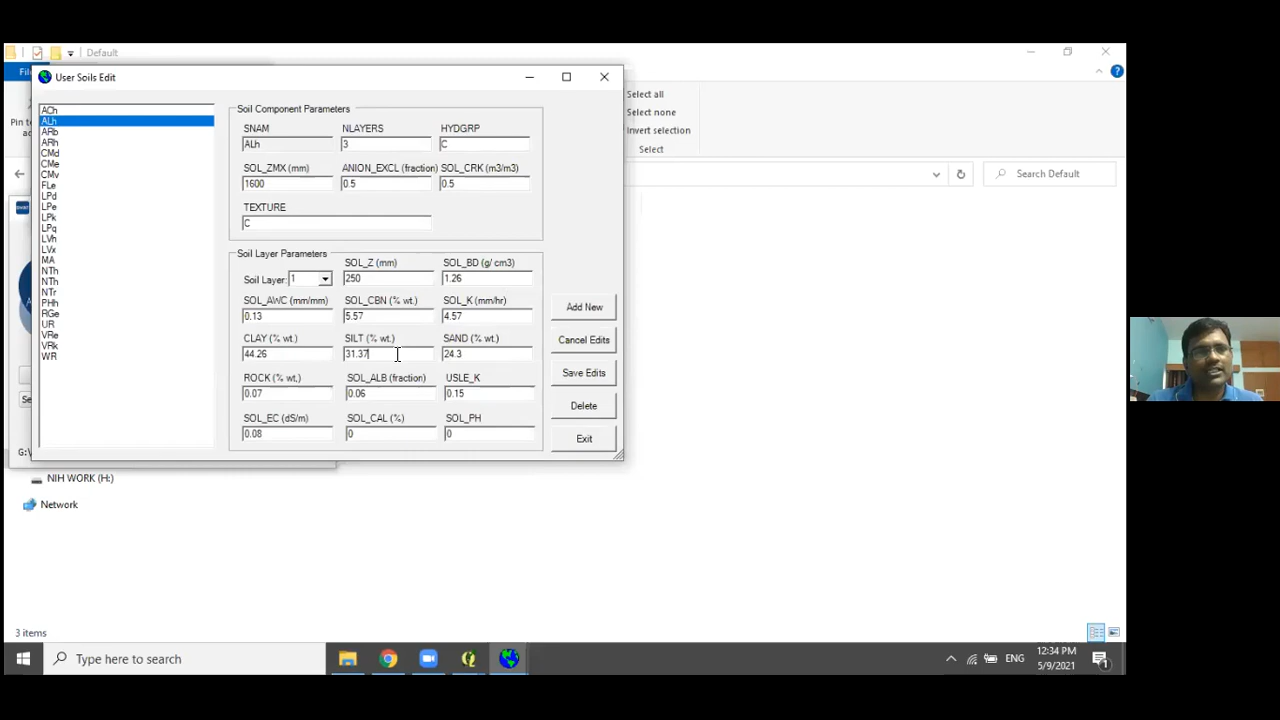 Default
User Soils Edit
Fil
Pin t
Select all
Select none
Invert selection
Select
Search Default
ACh
ALh
ARb
ARh
CMd
CMe
CMv
FLe
LPd
LPe
LPk
LPq
LVh
LVx
MA
NTh
NTh
NTr
PHh
RGe
UR
VRe
VRk
WR
Soil Component Parameters
SNAM NLAYERS HYDGRP
ALh 3 C
SOL_ZMX (mm) ANION_EXCL (fraction) SOL_CRK (m3/m3)
1600 0.5 0.5
TEXTURE
C
Soil Layer Parameters
SOL_Z (mm) SOL_BD (g/ cm3)
Soil Layer: 1 250 1.26
SOL_AWC (mm/mm) SOL_CBN (% wt.) SOL_K (mm/hr)
0.13 5.57 4.57
CLAY (% wt.) SILT (% wt.) SAND (% wt.)
44.26 31.37 24.3
ROCK (% wt,) SOL_ALB (fraction) USLE_K
0.07 0.06 0.15
SOL_EC (dS/m) SOL_CAL (%) SOL_PH
0.08 0 0
Add New
Cancel Edits
Save Edits
Delete
Exit
Se
G:\
NIH WORK (H:)
Network
3 items
Type here to search
ENG
12:34 PM
5/9/2021
1